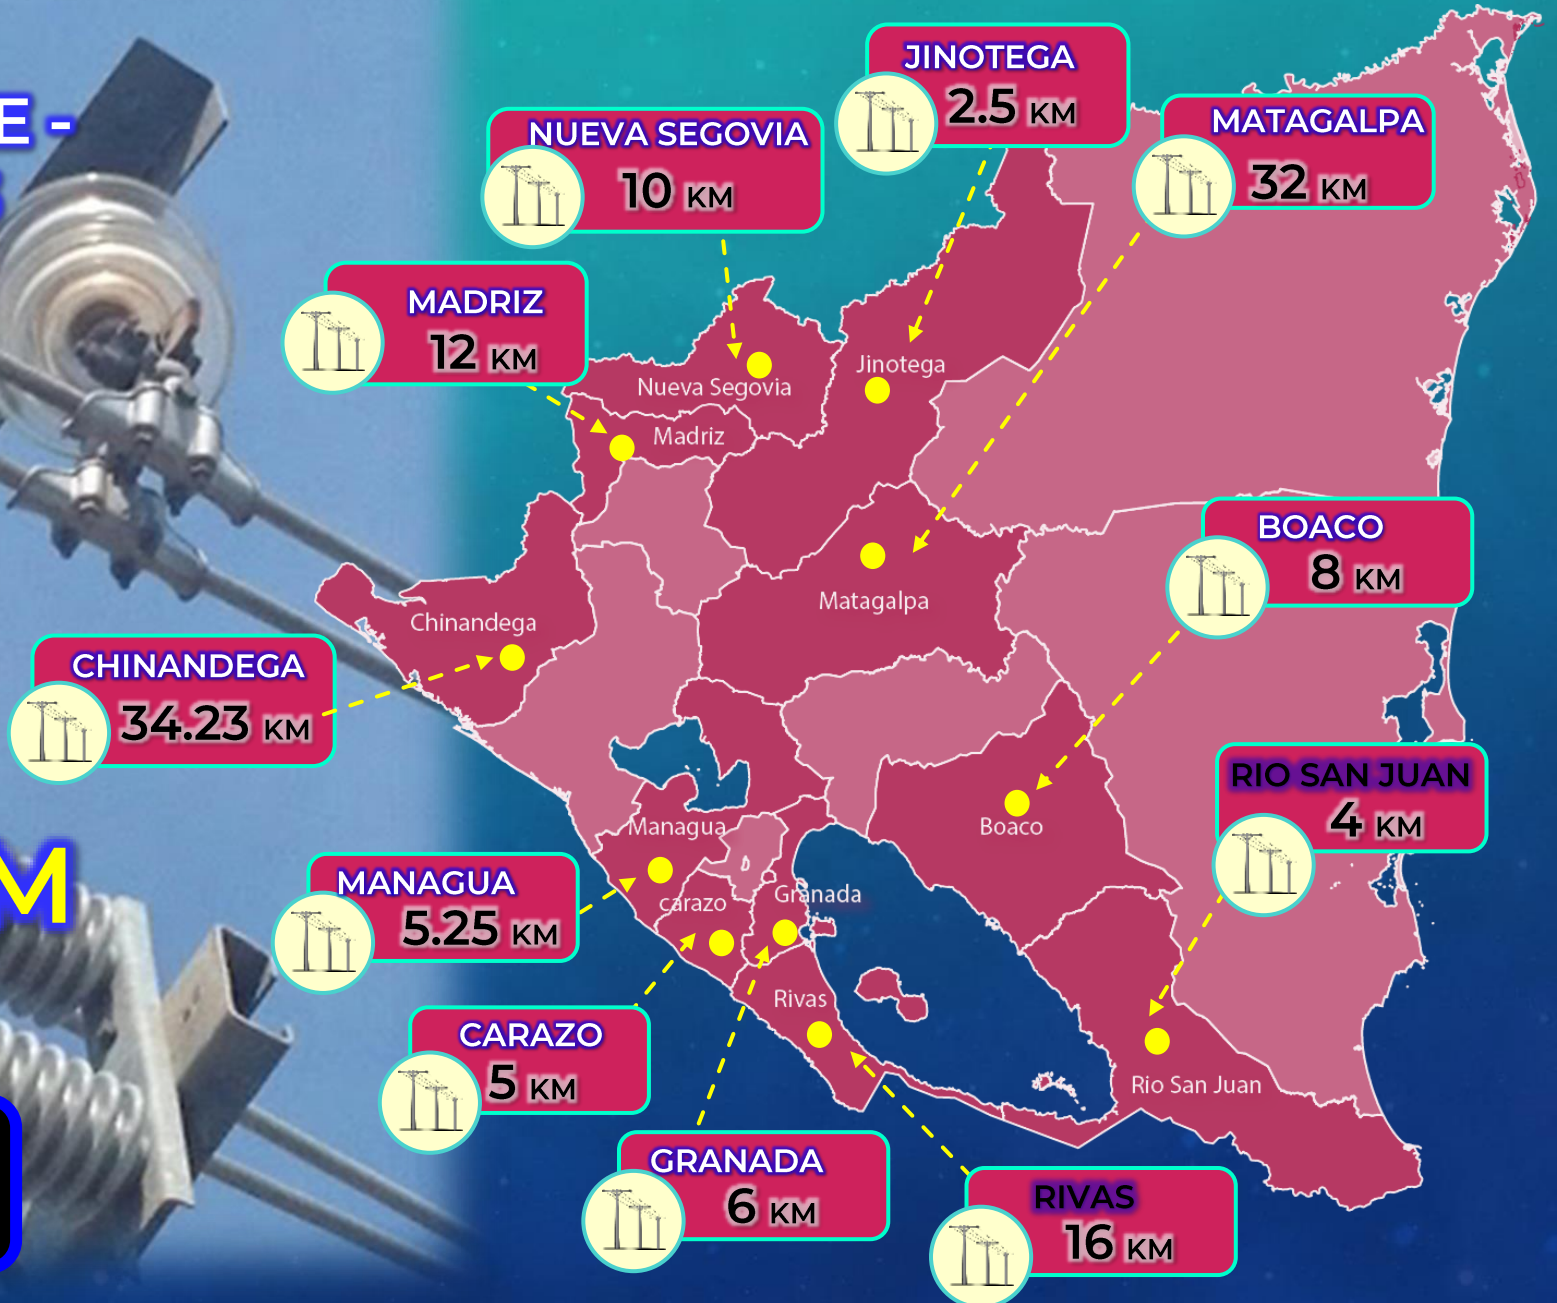 E -
JINOTEGA
2.5 KM
MATAGALPA
32 KM
NUEVA SEGOVIA
10 KM
MADRIZ
12 KM
Jinotega
Nueva Segovia
Madriz
BOACO
8 KM
Matagalpa
Chinandega
CHINANDEGA
34.23 KM
RIO SAN JUAN
4 KM
Managua
Boaco
M
MANAGUA
5.25 KM
carazo
Granada
Rivas
CARAZO
5 KM
Rio San Juan
GRANADA
6 KM
RIVAS
16 KM